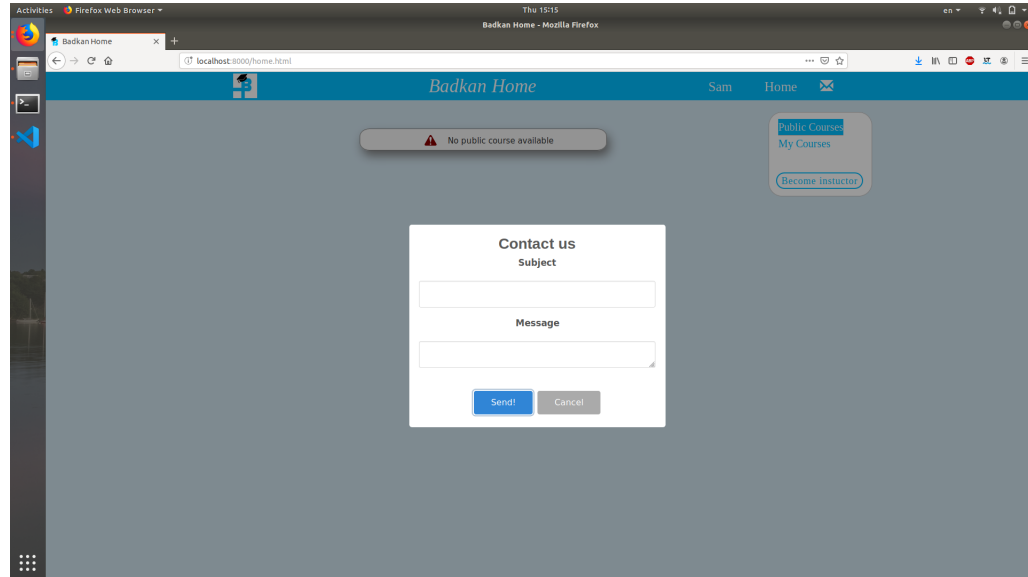 Activities Firefox Web Browser Thu 15:15 en
Badkan Home - Mozilla Firefox
Badkan Home
localhost:8000/home.html
Badkan Home Sam Home
No public course available
Public Courses
My Courses
Become instuctor
Contact us
Subject
Message
Send! Cancel